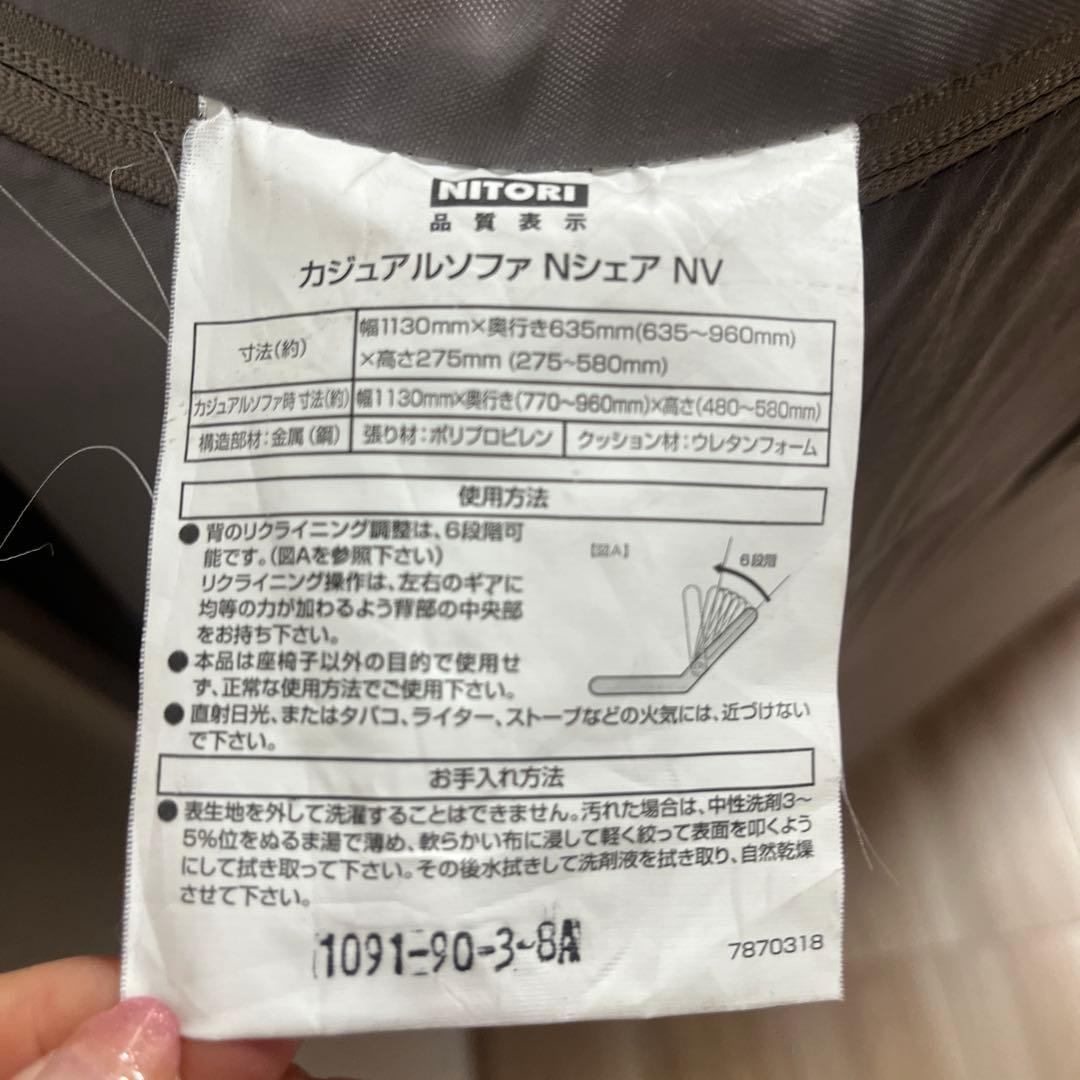 NITORI
品質表示
カジュアルソファ Nシェア NV
寸法(約)
幅1130mm×奥行き635mm(635～960mm)
×高さ275mm (275~580mm)
カジュアルソファ時 寸法(約)
幅1130mm×奥行き(770～960mm)×高さ(480～580mm)
構造部材:金属(鋼)
張り材:ポリプロピレン
クッション材:ウレタンフォーム
使用方法
●背のリクライニング調整は、6段階可
能です。(図Aを参照下さい)
リクライニング操作は、左右のギアに
均等の力が加わるよう背部の中央部
をお持ち下さい。
●本品は座椅子以外の目的で使用せ
ず、正常な使用方法でご使用下さい。
【図A】
6段階
●直射日光、またはタバコ、ライター、ストーブなどの火気には、近づけない
で下さい。
お手入れ方法
●表生地を外して洗濯することはできません。汚れた場合は、中性洗剤3～
5%位をぬるま湯で薄め、軟らかい布に浸して軽く絞って表面を叩くよう
にして拭き取って下さい。その後水拭きして洗剤液を拭き取り、自然乾燥
させて下さい。
1091-90-3-8A
7870318